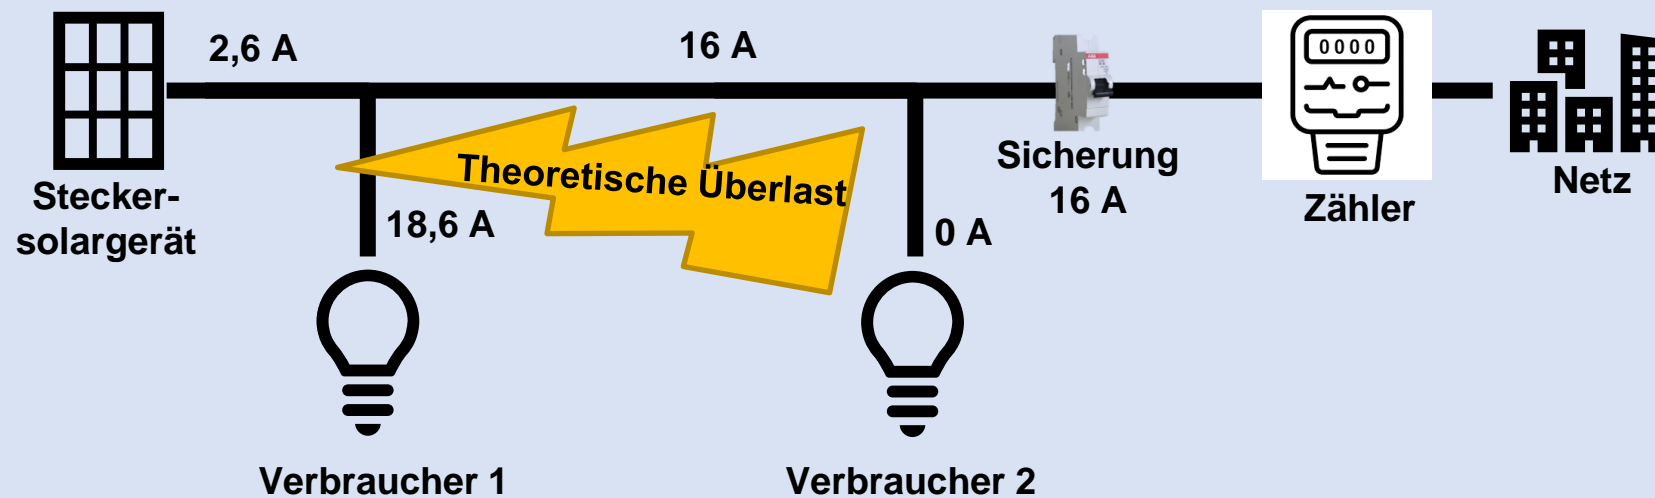 2,6 A
16 A
0000
Theoretische Überlast
Stecker-
solargerät
18,6 A
0 A
Sicherung
16 A
Zähler
Netz
Verbraucher 1
Verbraucher 2